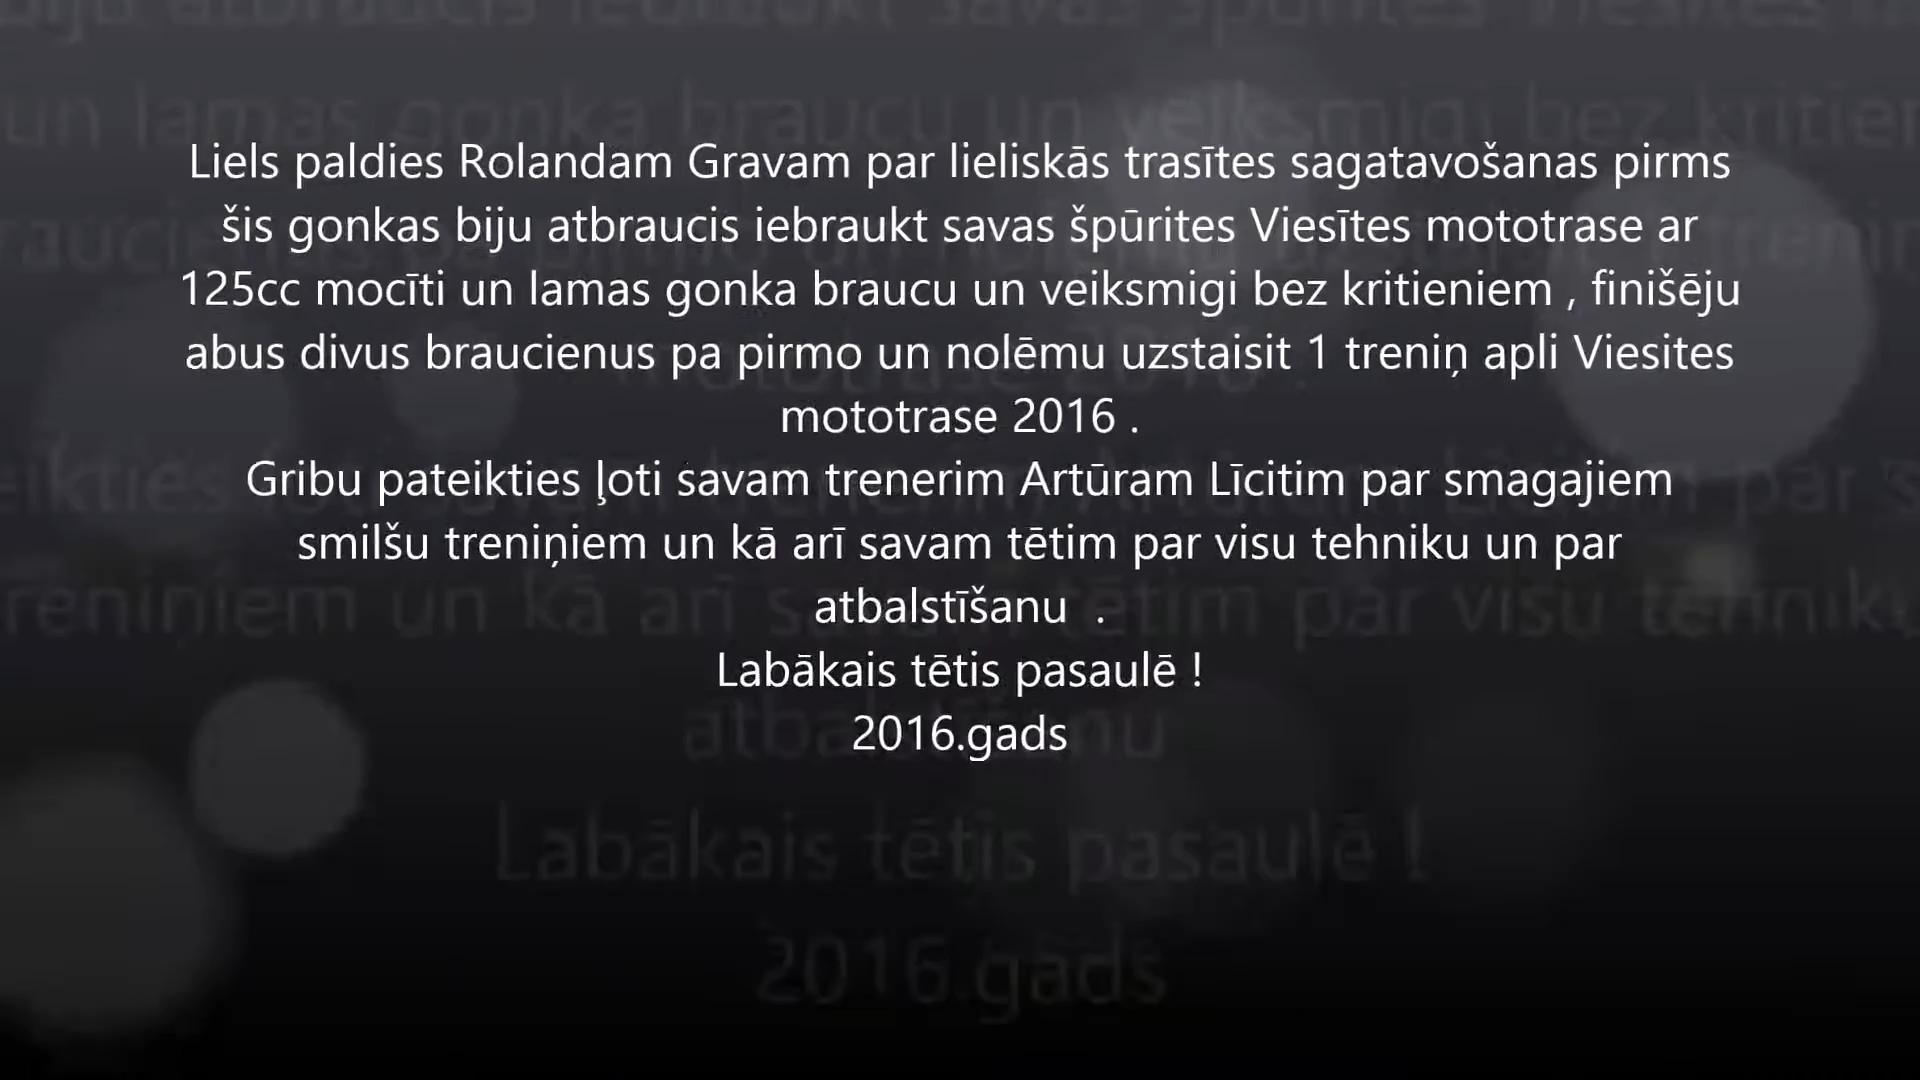 Liels paldies Rolandam Gravam par lieliskās trasītes sagatavošanas pirms
šis gonkas biju atbraucis iebraukt savas špūrites Viesītes mototrase ar
125cc mocīti un lamas gonka braucu un veiksmigi bez kritieniem , finišēju
abus divus braucienus pa pirmo un nolēmu uzstaisit 1 treniņ apli Viesites
mototrase 2016 .
Gribu pateikties ļoti savam trenerim Artūram Līcitim par smagajiem
smilšu treniņiem un kā arī savam tētim par visu tehniku un par
atbalstīšanu  .
Labākais tētis pasaulē !
2016.gads